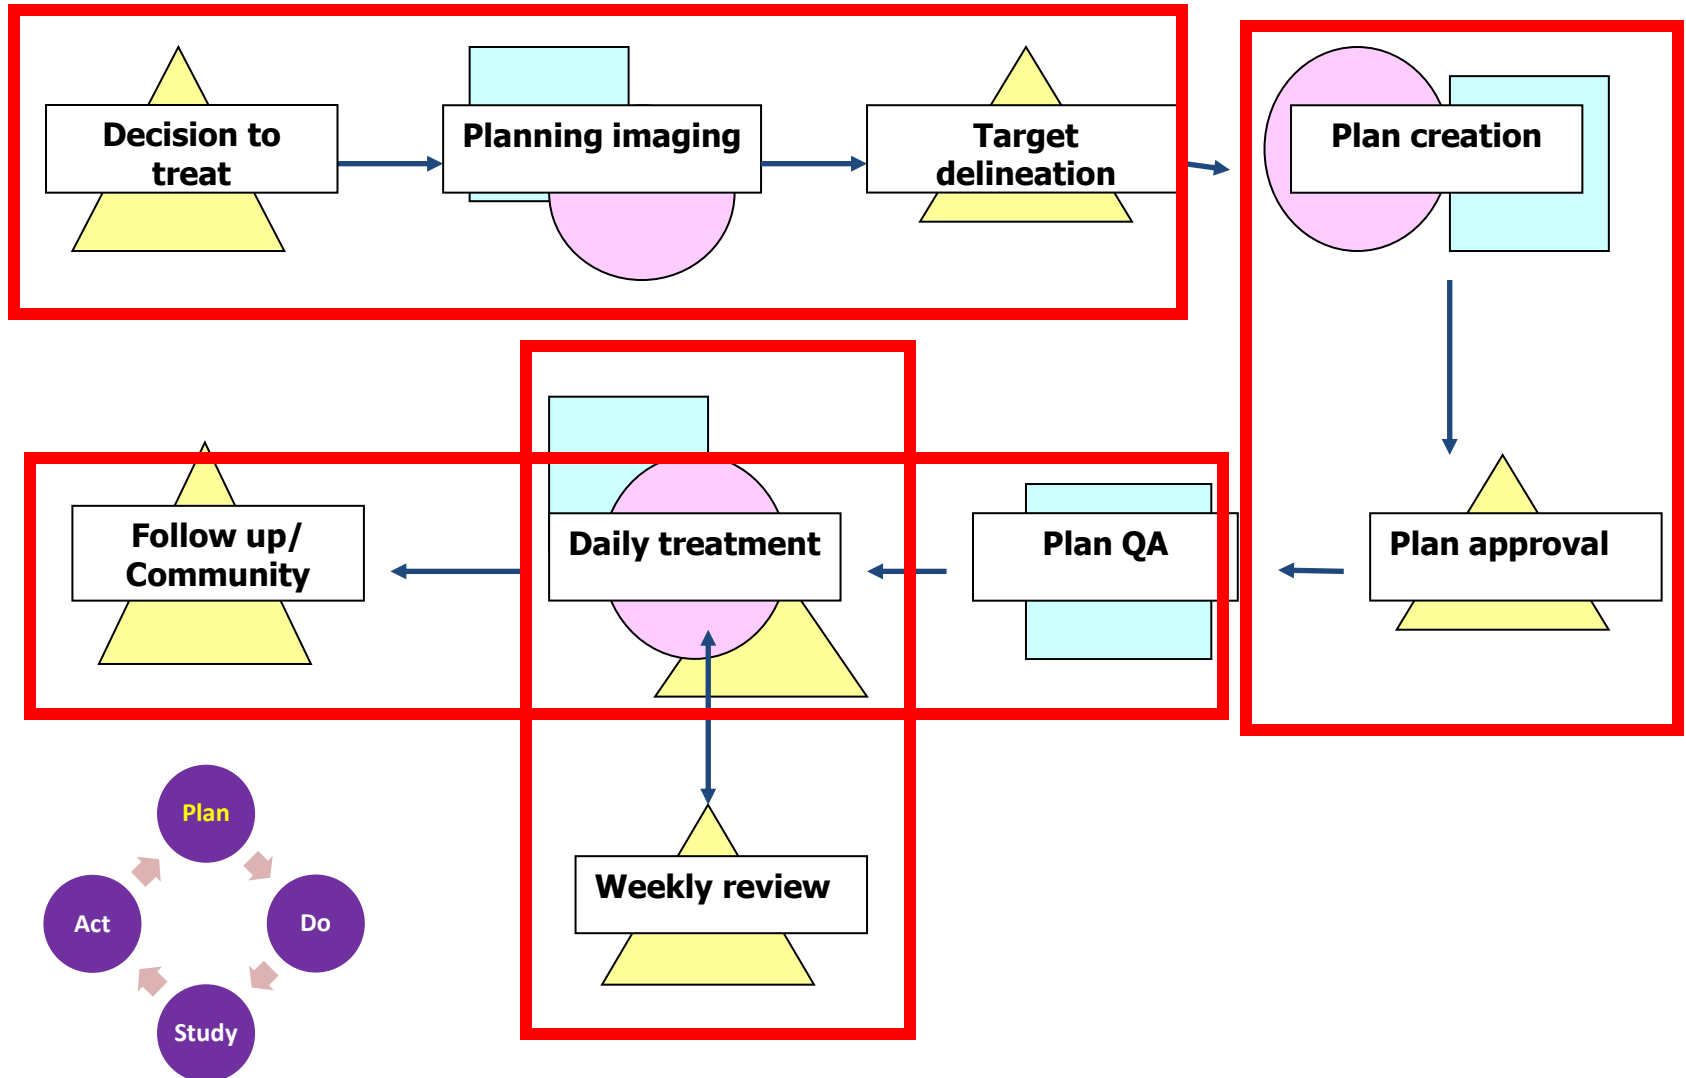 Decision to
treat
Planning imaging
Target
delineation
Plan creation
Follow up/
Community
Daily treatment
Plan QA
Plan approval
Weekly review
Plan
Act
Do
Study